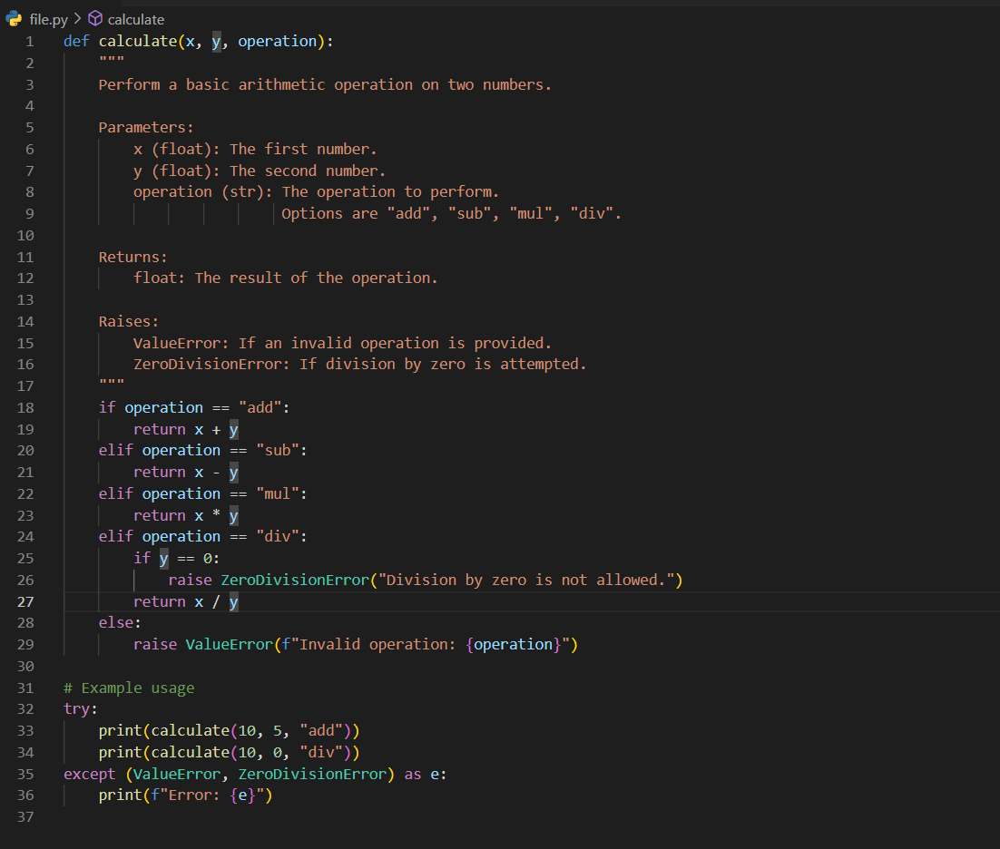 file.py > calculate
1 def calculate(x, y, operation):
2     """
3     Perform a basic arithmetic operation on two numbers.
4
5     Parameters:
6         x (float): The first number.
7         y (float): The second number.
8         operation (str): The operation to perform.
9                          Options are "add", "sub", "mul", "div".
10
11     Returns:
12         float: The result of the operation.
13
14     Raises:
15         ValueError: If an invalid operation is provided.
16         ZeroDivisionError: If division by zero is attempted.
17     """
18     if operation == "add":
19         return x + y
20     elif operation == "sub":
21         return x - y
22     elif operation == "mul":
23         return x * y
24     elif operation == "div":
25         if y == 0:
26             raise ZeroDivisionError("Division by zero is not allowed.")
27         return x / y
28     else:
29         raise ValueError(f"Invalid operation: {operation}")
30
31 # Example usage
32 try:
33     print(calculate(10, 5, "add"))
34     print(calculate(10, 0, "div"))
35 except (ValueError, ZeroDivisionError) as e:
36     print(f"Error: {e}")
37